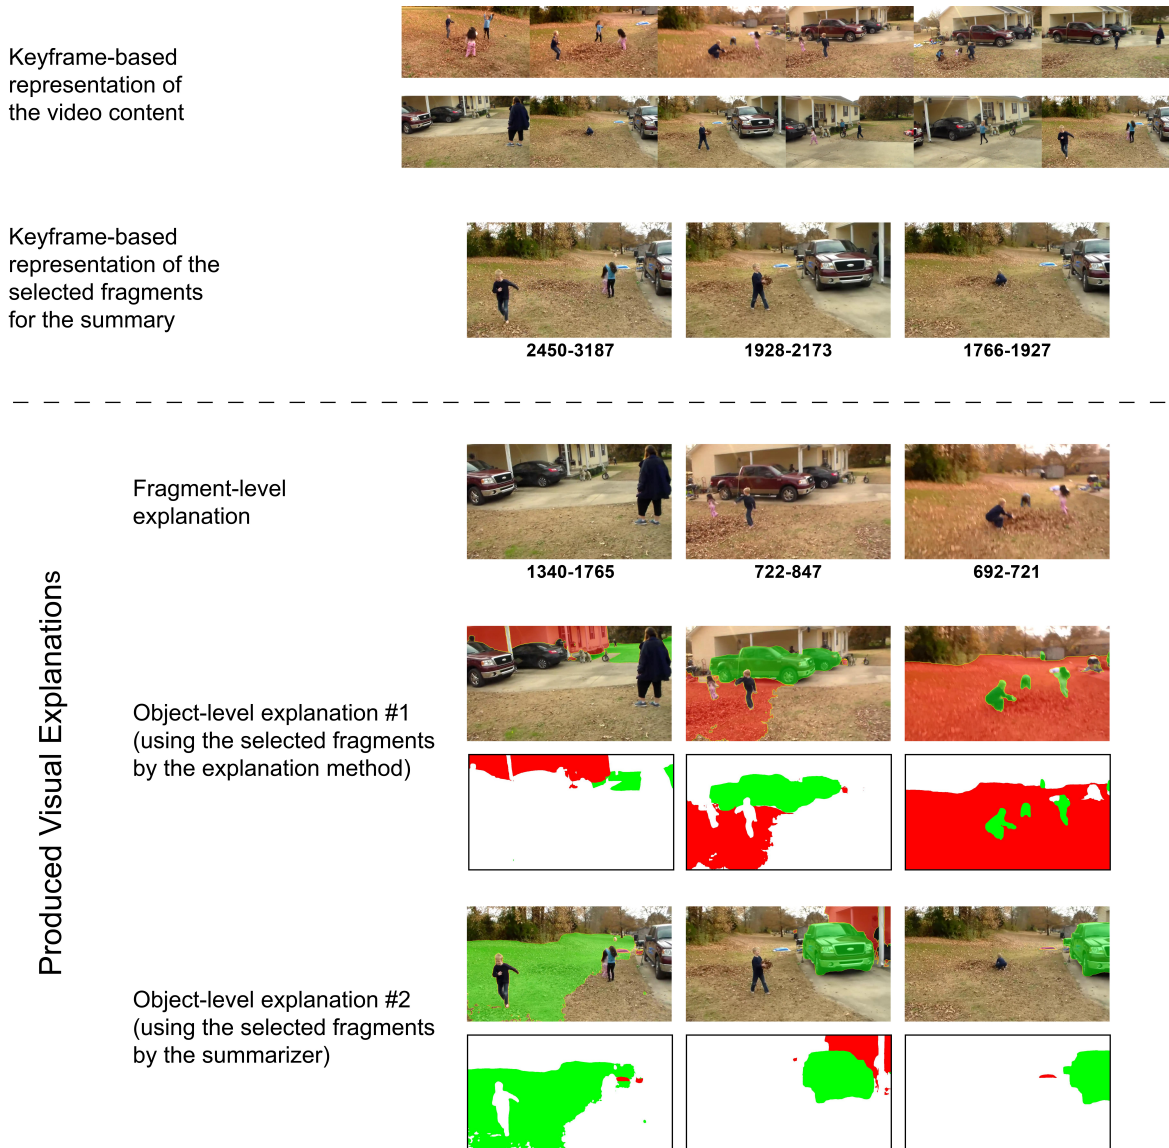 Keyframe-based
representation of
the video content
Keyframe-based
representation of the
selected fragments
for the summary
2450-3187
1928-2173
1766-1927
Produced Visual Explanations
Fragment-level
explanation
1340-1765
722-847
692-721
Object-level explanation #1
(using the selected fragments
by the explanation method)
Object-level explanation #2
(using the selected fragments
by the summarizer)